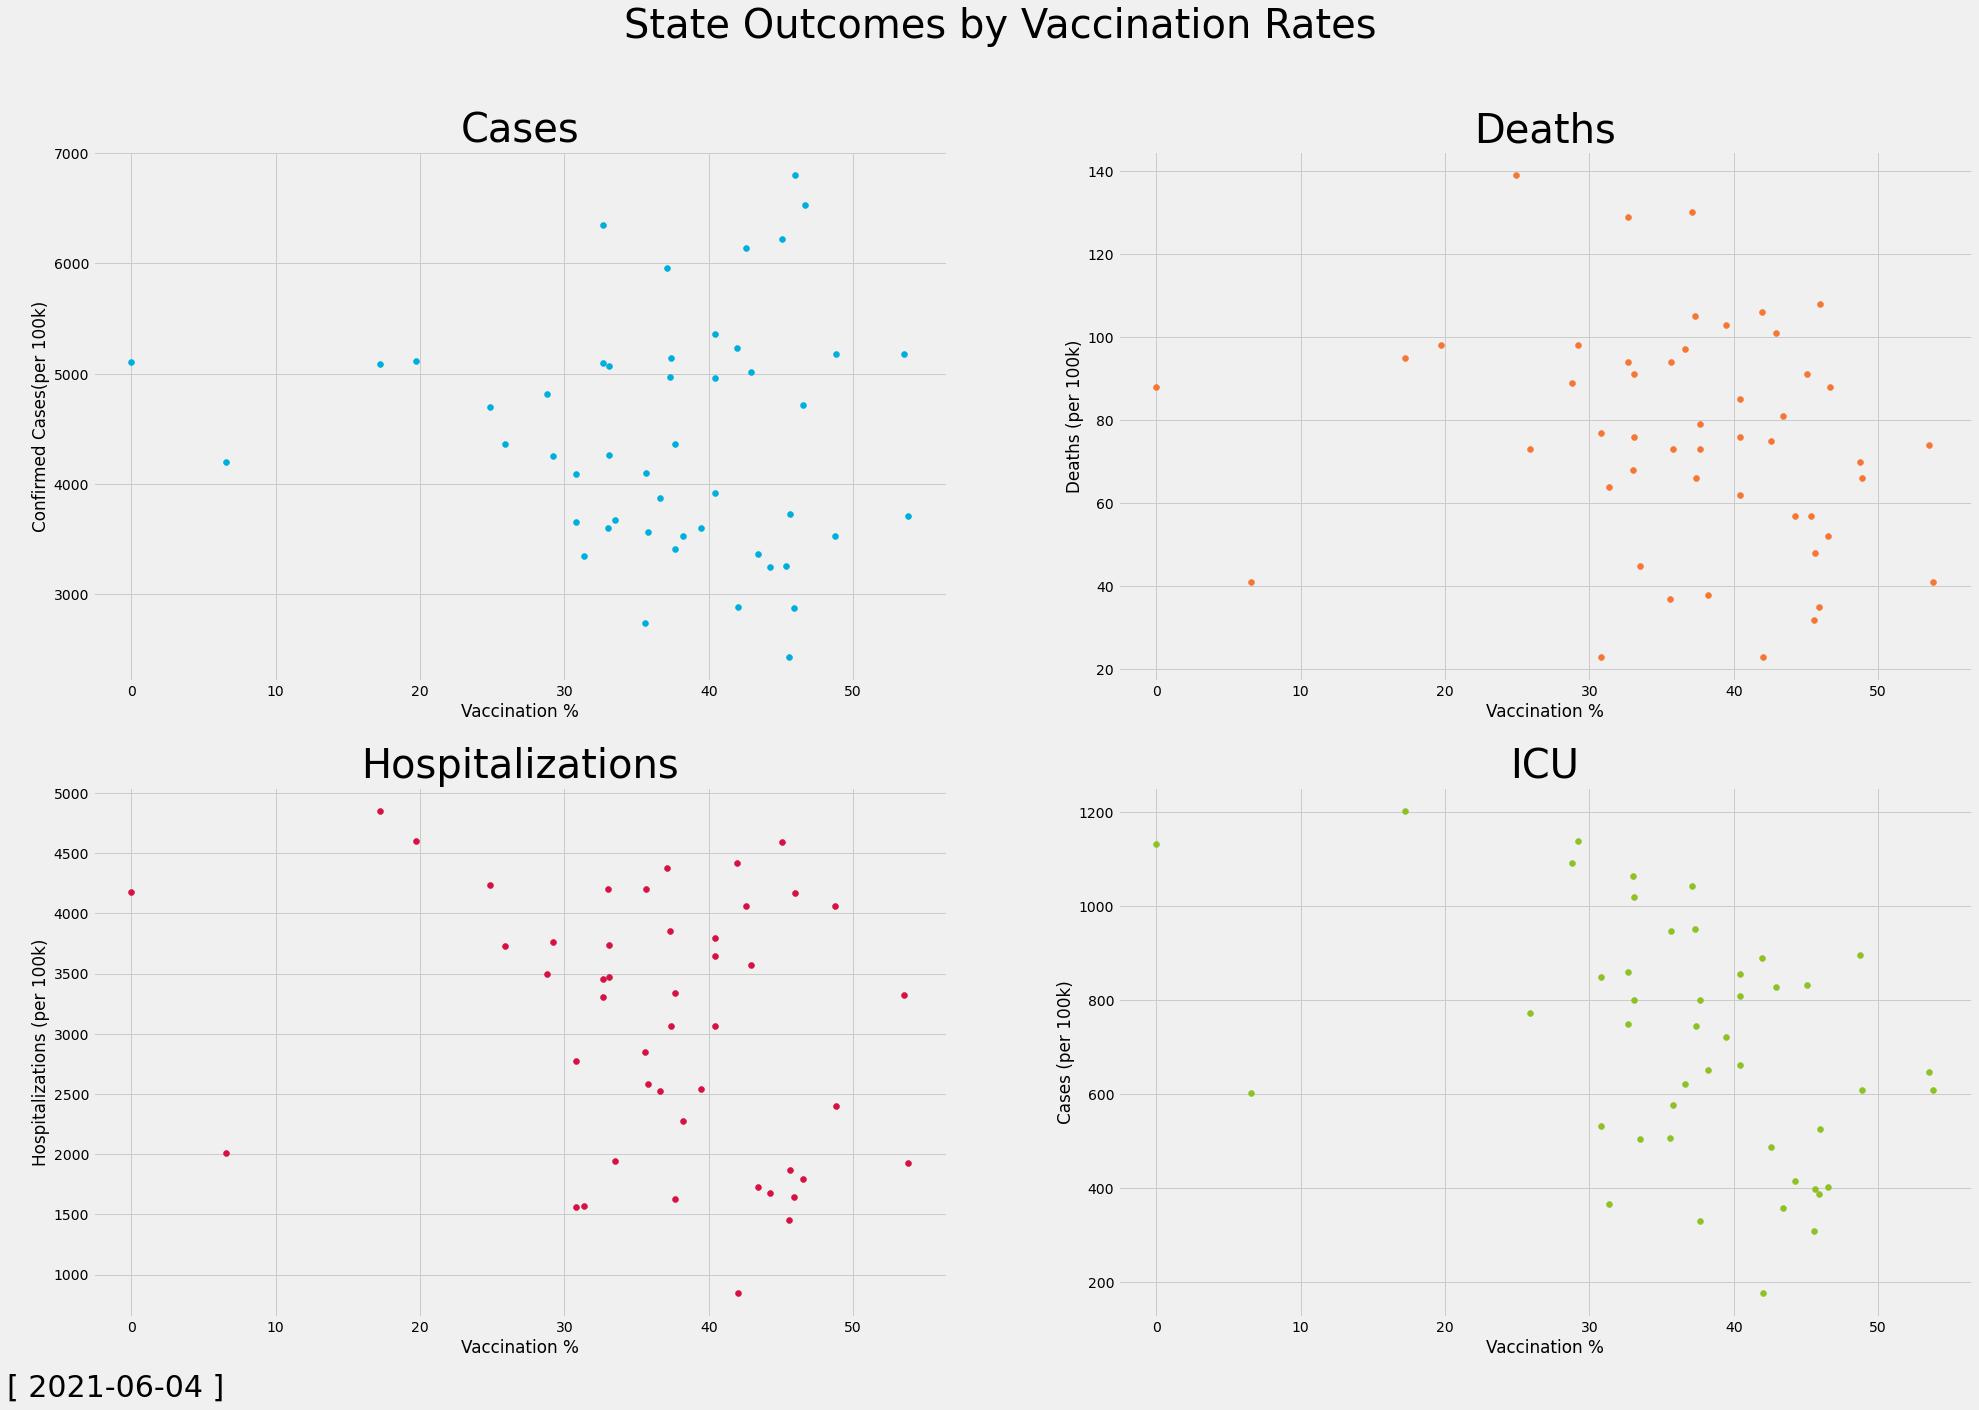 State Outcomes by Vaccination Rates
Cases
7000
6000
5000
4000
3000
Confirmed Cases(per 100k)
0 10 20 30 40 50
Vaccination %
Deaths
140
120
100
80
60
40
20
Deaths (per 100k)
0 10 20 30 40 50
Vaccination %
Hospitalizations
5000
4500
4000
3500
3000
2500
2000
1500
1000
Hospitalizations (per 100k)
0 10 20 30 40 50
Vaccination %
ICU
1200
1000
800
600
400
200
Cases (per 100k)
0 10 20 30 40 50
Vaccination %
[ 2021-06-04 ]